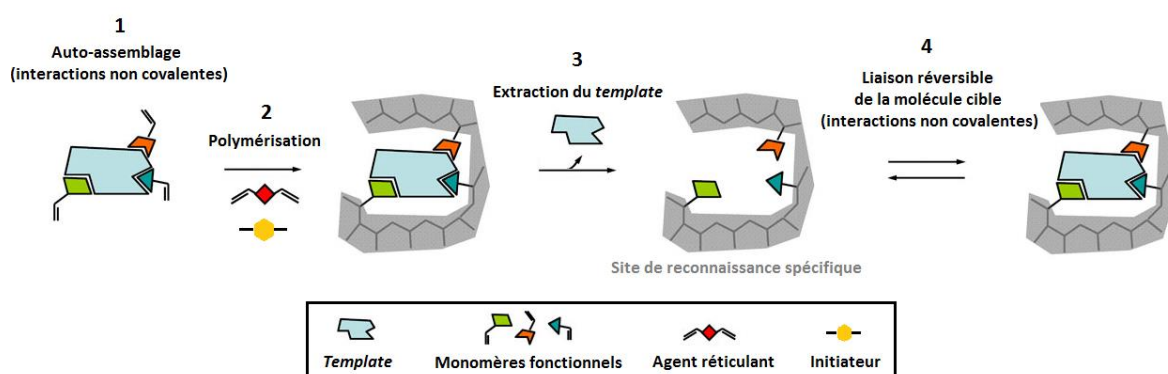 1
Auto-assemblage
(interactions non covalentes)
2
Polymérisation
3
Extraction du template
4
Liaison réversible
de la molécule cible
(interactions non covalentes)
Site de reconnaissance spécifique
Template
Monomères fonctionnels
Agent réticulant
Initiateur